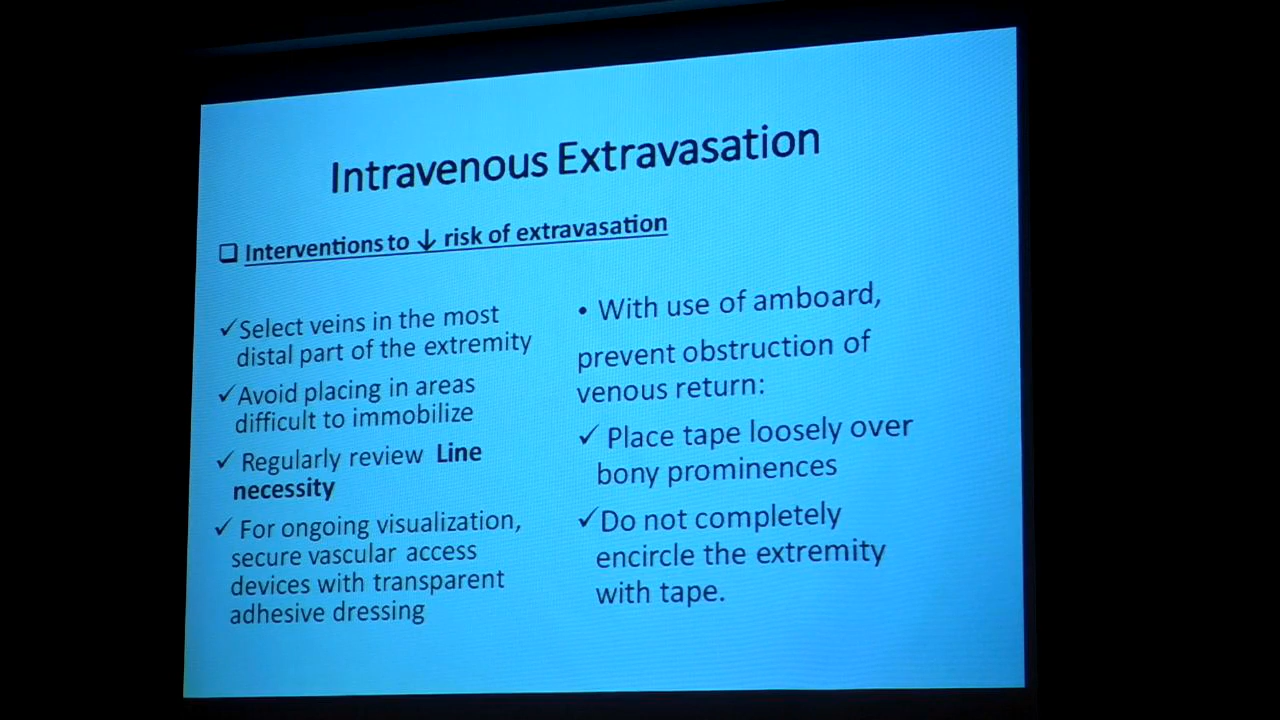 Intravenous Extravasation
❑ Interventions to ↓ risk of extravasation
✓Select veins in the most
distal part of the extremity
✓Avoid placing in areas
difficult to immobilize
✓ Regularly review Line
necessity
✓ For ongoing visualization,
secure vascular access
devices with transparent
adhesive dressing
• With use of amboard,
prevent obstruction of
venous return:
✓ Place tape loosely over
bony prominences
✓Do not completely
encircle the extremity
with tape.